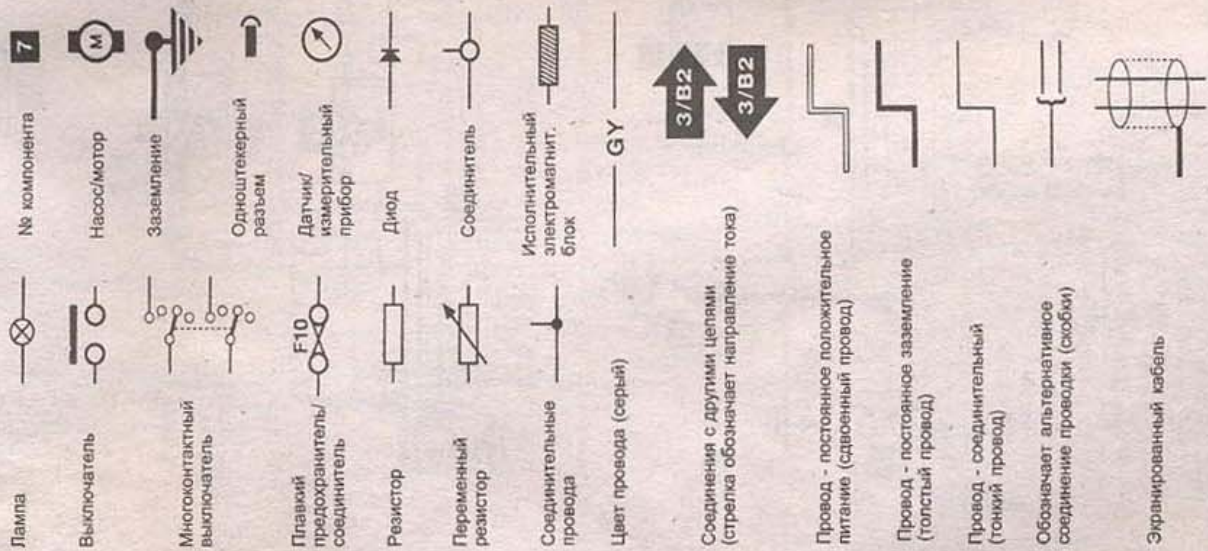 Лампа
№ компонента
7
Выключатель
Насос/мотор
M
Многоконтактный
выключатель
Заземление
Одноштекерный
разъем
Плавкий
предохранитель/
соединитель
F10
Датчик/
измерительный
прибор
Резистор
Диод
Переменный
резистор
Соединитель
Соединительные
провода
Исполнительный
электромагнит.
блок
Цвет провода (серый)
GY
Соединения с другими цепями
(стрелка обозначает направление тока)
3/B2
3/B2
Провод - постоянное положительное
питание (сдвоенный провод)
Провод - постоянное заземление
(толстый провод)
Провод - соединительный
(тонкий провод)
Обозначает альтернативное
соединение проводки (скобки)
Экранированный кабель